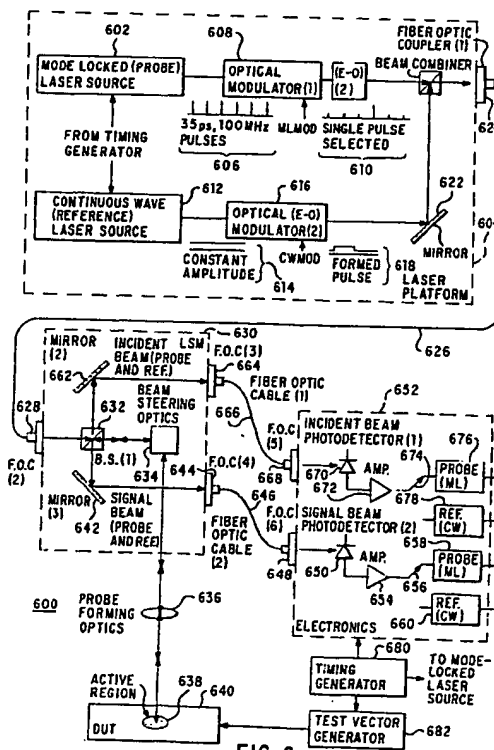 602
608
FIBER OPTIC
COUPLER (1)
BEAM COMBINER
MODE LOCKED (PROBE)
LASER SOURCE
OPTICAL
MODULATOR(1)
(E-O)
(2)
FROM TIMING
GENERATOR
35ps, 100MHz
PULSES
606
MLMOD
SINGLE PULSE
SELECTED
610
612
616
622
CONTINUOUS WAVE
(REFERENCE)
LASER SOURCE
OPTICAL (E-O)
MODULATOR(2)
MIRROR
CONSTANT
AMPLITUDE
614
CWMOD
FORMED
PULSE
618
LASER
PLATFORM
626
MIRROR
(2)
INCIDENT LSM
BEAM (PROBE
AND REF.)
630
F.O.C(3)
664
662
BEAM
STEERING
OPTICS
FIBER OPTIC
CABLE (1)
652
628
632
666
F.O.C.
(5)
INCIDENT BEAM
PHOTODETECTOR (1)
676
F.O.C
(2)
B.S.(1)
634
644
F.O.C(4)
668
670
AMP.
674
PROBE
(ML)
672
678
MIRROR
(3)
642
SIGNAL
BEAM
(PROBE
AND REF.)
646
F.O.C
(6)
SIGNAL BEAM
PHOTODETECTOR (2)
REF.
(CW)
658
FIBER OPTIC
CABLE
(2)
648
650
AMP.
654
656
PROBE
(ML)
660
REF.
(CW)
600
PROBE
FORMING
OPTICS
636
ELECTRONICS
680
ACTIVE
REGION
638
640
TIMING
GENERATOR
TO MODE-
LOCKED
LASER
SOURCE
DUT
TEST VECTOR
GENERATOR
682